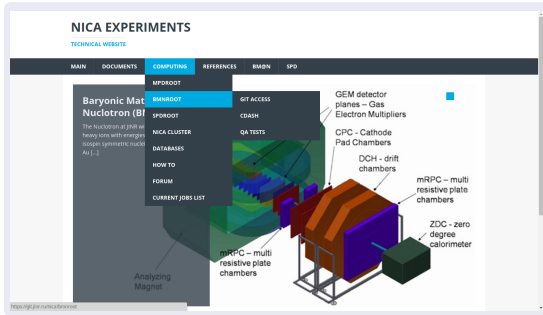 NICA EXPERIMENTS
TECHNICAL WEBSITE
MAIN DOCUMENTS COMPUTING REFERENCES BM@N SPD
MPDROOT
BMNROOT
SPDROOT
NICA CLUSTER
DATABASES
HOW TO
FORUM
CURRENT JOBS LIST
GIT ACCESS
CDASH
QA TESTS
Baryonic Mat
Nuclotron (B
The Nuclotron at JINR wi
heavy ions with energies
isospin symmetric nucle
Au [...]
GEM detector
planes – Gas
Electron Multipliers
CPC - Cathode
Pad Chambers
DCH - drift
chambers
mRPC – multi
resistive plate
chambers
ZDC - zero
degree
calorimeter
mRPC – multi
resistive plate
chambers
Analyzing
Magnet